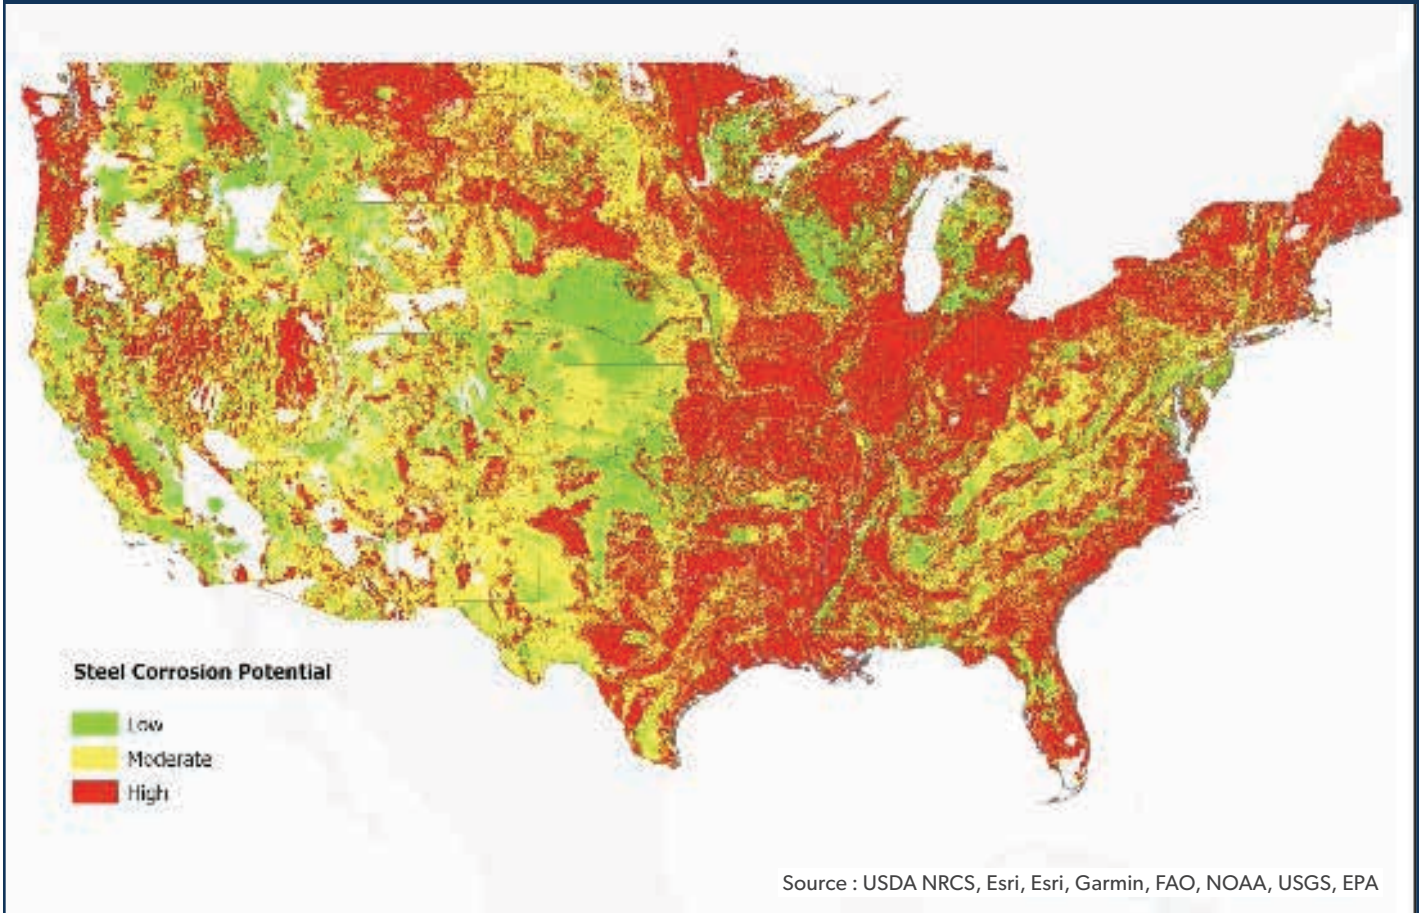 Steel Corrosion Potential
Low
Moderate
High
Source : USDA NRCS, Esri, Esri, Garmin, FAO, NOAA, USGS, EPA